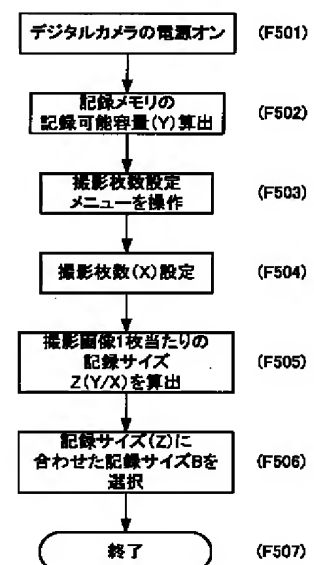 デジタルカメラの電源オン (F501)
記録メモリの
記録可能容量(Y)算出 (F502)
撮影枚数設定
メニューを操作 (F503)
撮影枚数(X)設定 (F504)
撮影画像1枚当たりの
記録サイズ (F505)
Z(Y/X)を算出
記録サイズ(Z)に
合わせた記録サイズBを (F506)
選択
終了 (F507)